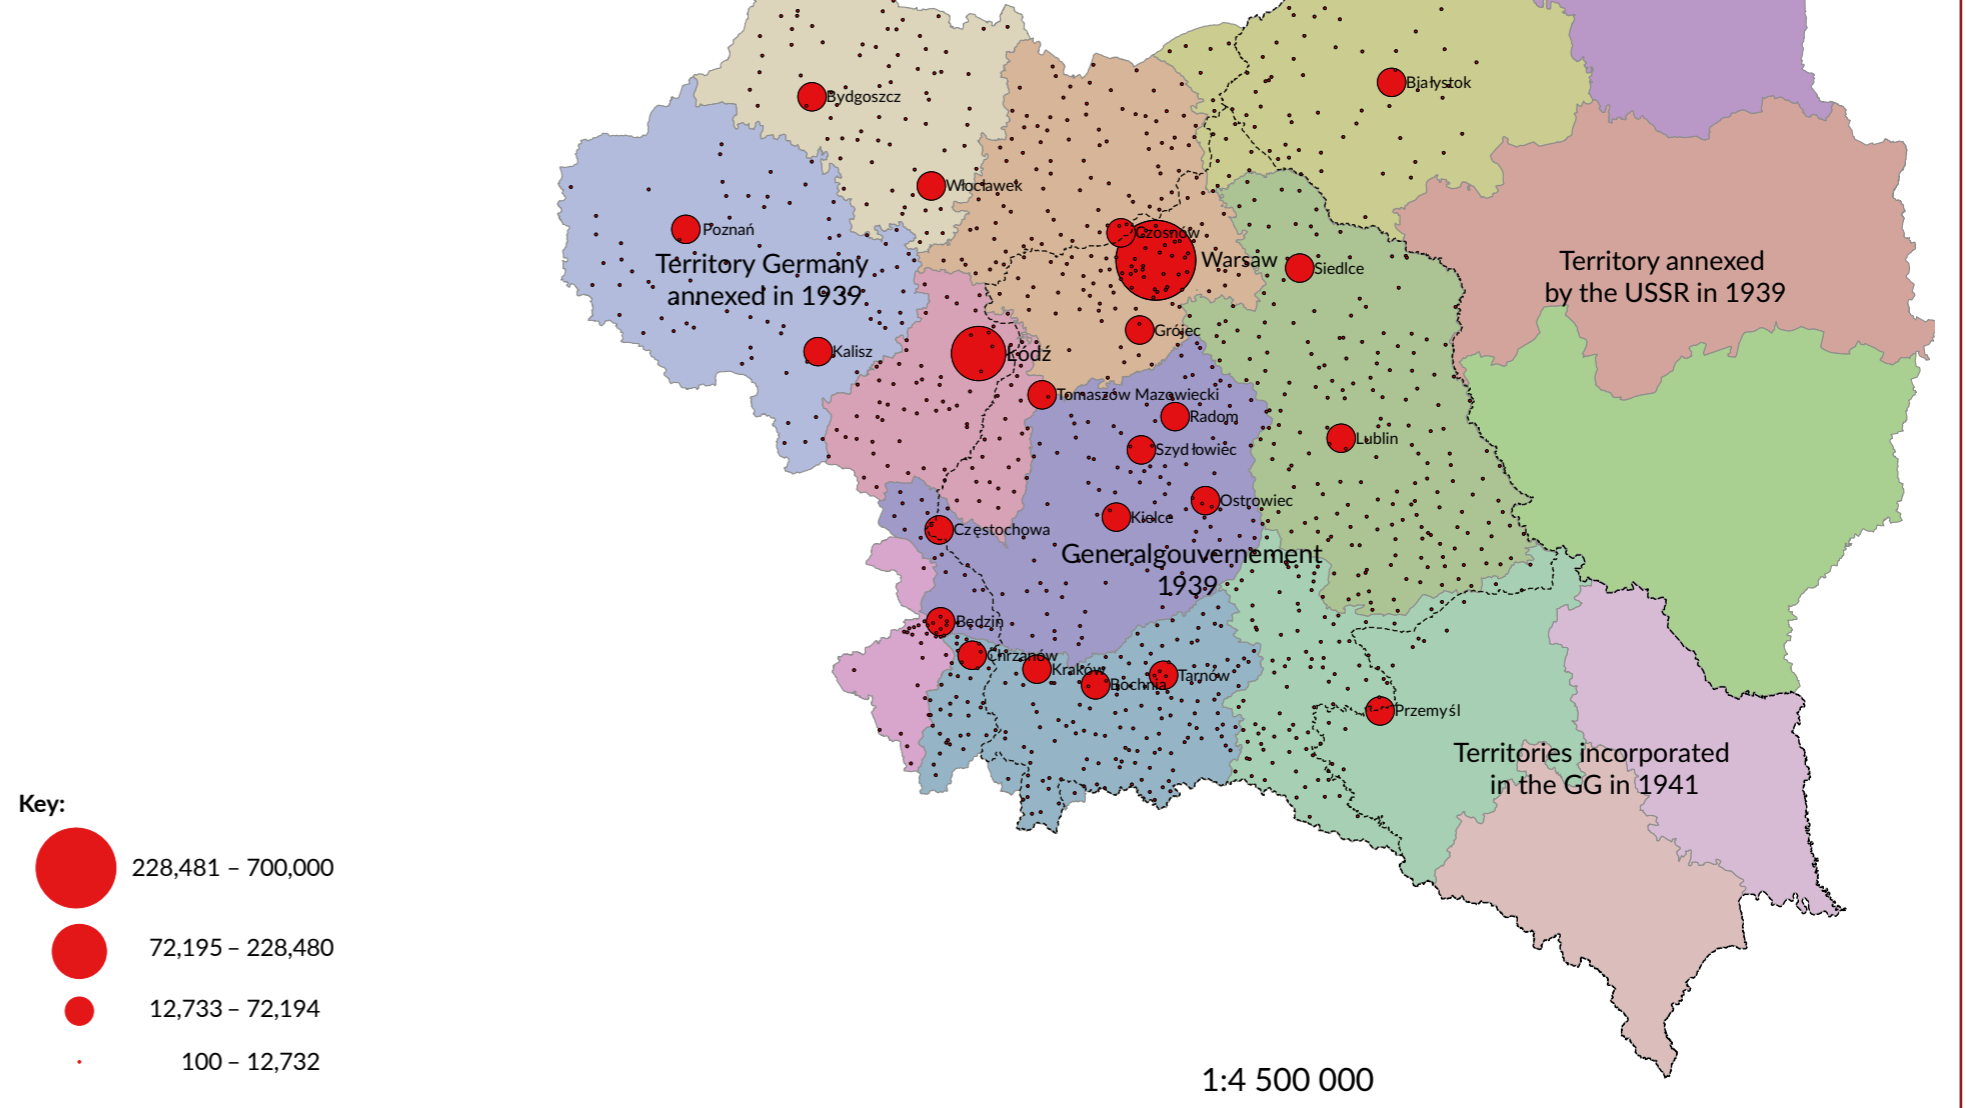 Bydgoszcz
Białystok
Włocławek
Poznań
Czosnów
Territory Germany
annexed in 1939
Warsaw
Siedlce
Territory annexed
by the USSR in 1939
Grójec
Kalisz
Łódź
Tomaszów Mazowiecki
Radom
Lublin
Szydłowiec
Ostrowiec
Kielce
Częstochowa
Generalgouvernement
1939
Będzin
Chrzanów
Kraków
Bochnia
Tarnów
Przemyśl
Territories incorporated
in the GG in 1941
Key:
228,481 – 700,000
72,195 – 228,480
12,733 – 72,194
100 – 12,732
1:4 500 000